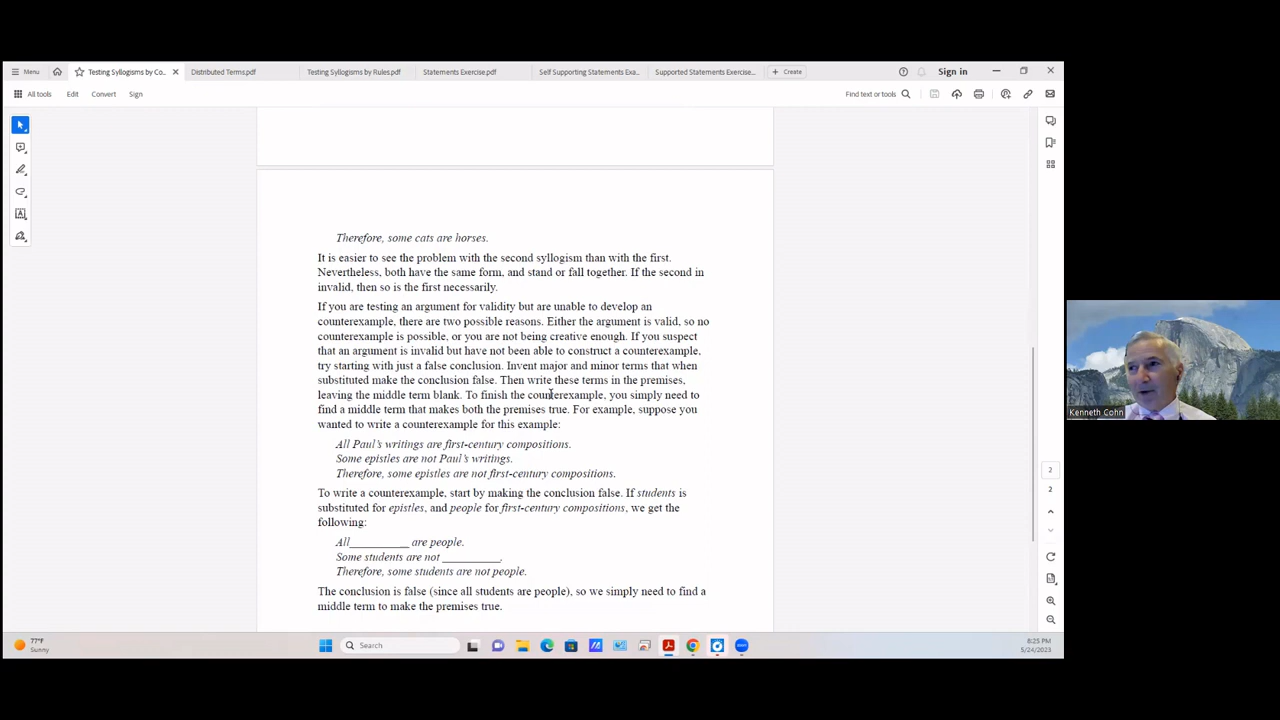 Menu
Testing Syllogisms by Co...
Distributed Terms.pdf
Testing Syllogisms by Rules.pdf
Statements Exercise.pdf
Self Supporting Statements Exa...
Supported Statements Exercise...
Create
Sign in
All tools
Edit
Convert
Sign
Find text or tools
Therefore, some cats are horses.
It is easier to see the problem with the second syllogism than with the first.
Nevertheless, both have the same form, and stand or fall together. If the second in
invalid, then so is the first necessarily.
If you are testing an argument for validity but are unable to develop an
counterexample, there are two possible reasons. Either the argument is valid, so no
counterexample is possible, or you are not being creative enough. If you suspect
that an argument is invalid but have not been able to construct a counterexample,
try starting with just a false conclusion. Invent major and minor terms that when
substituted make the conclusion false. Then write these terms in the premises,
leaving the middle term blank. To finish the counterexample, you simply need to
find a middle term that makes both the premises true. For example, suppose you
wanted to write a counterexample for this example:
All Paul's writings are first-century compositions.
Some epistles are not Paul's writings.
Therefore, some epistles are not first-century compositions.
To write a counterexample, start by making the conclusion false. If students is
substituted for epistles, and people for first-century compositions, we get the
following:
All__________ are people.
Some students are not __________.
Therefore, some students are not people.
The conclusion is false (since all students are people), so we simply need to find a
middle term to make the premises true.
2
2
Kenneth Cohn
77°F
Sunny
Search
8:25 PM
5/24/2023